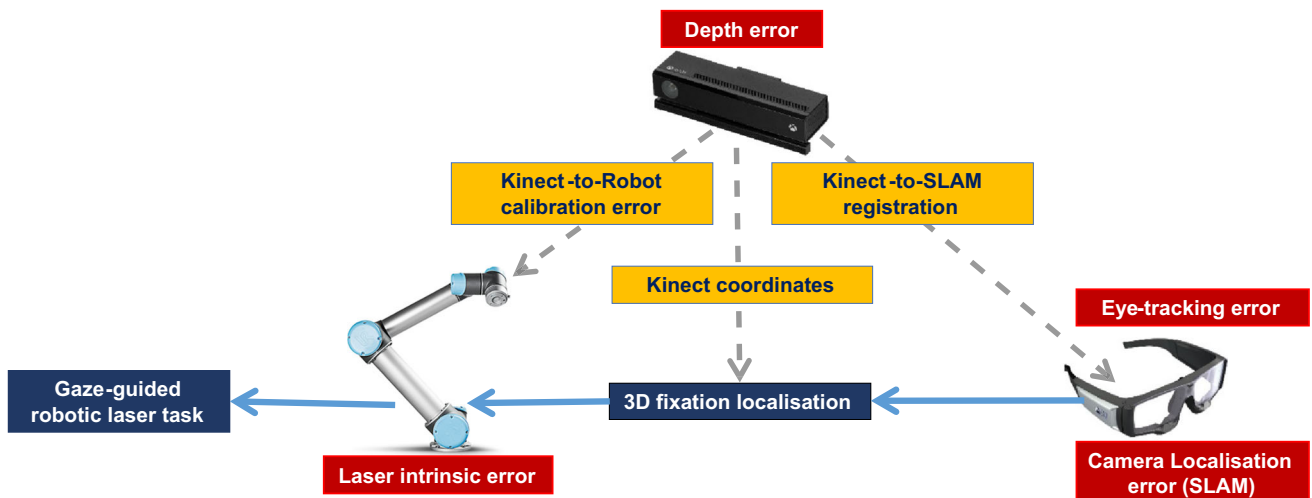 Depth error
Kinect-to-Robot
calibration error
Kinect-to-SLAM
registration
Kinect coordinates
Eye-tracking error
Gaze-guided
robotic laser task
3D fixation localisation
Laser intrinsic error
Camera Localisation
error (SLAM)